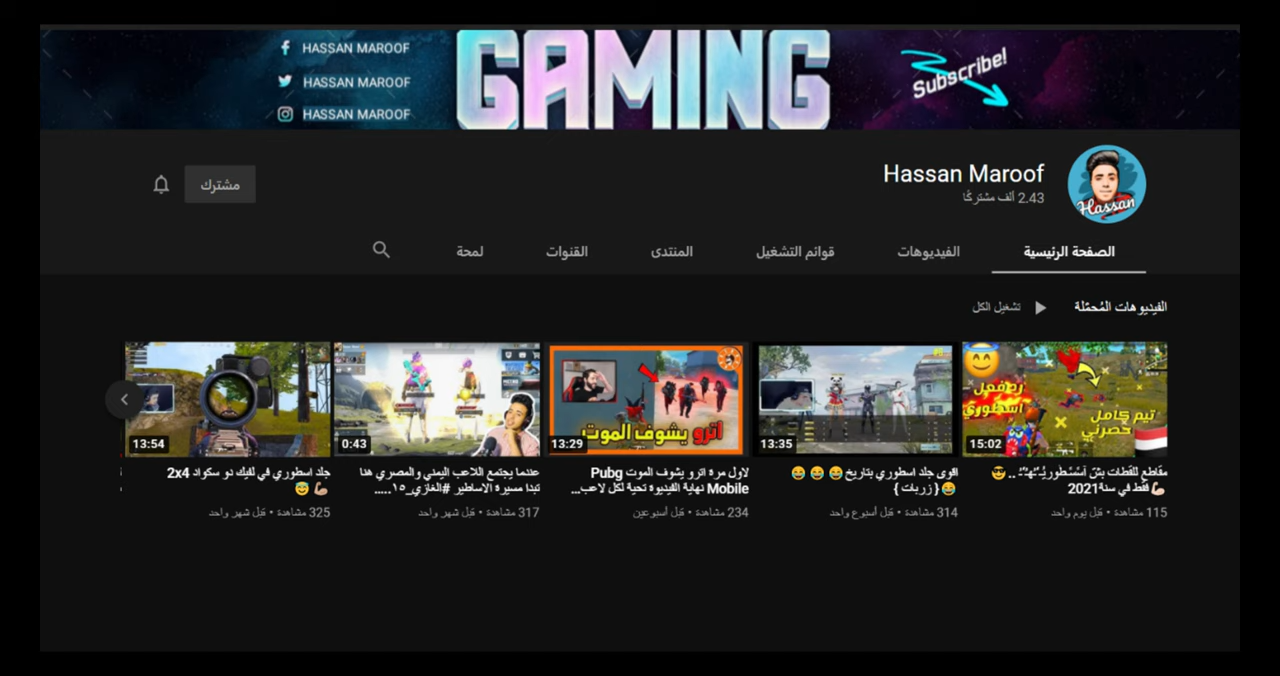 HASSAN MAROOF
HASSAN MAROOF
HASSAN MAROOF
GAMING
Subscribe!
Hassan
Hassan Maroof
2.43 ألف مشتركًا
مشترك
الصفحة الرئيسية
الفيديوهات
قوائم التشغيل
المنتدى
القنوات
لمحة
الفيديوهات المُحمّلة
تشغيل الكل
تيم كامل
حصرلي
اسطوري
15:02
13:35
اترو يشوف الموت
13:29
0:43
13:54
فقط في سنة2021💪🏼
115 مشاهدة • قبل يوم واحد
اقوى جلد اسطوري بتاريخ😂 😂 😂
😂{ زربات }
314 مشاهدة • قبل أسبوع واحد
لاول مره اترو يشوف الموت Pubg
Mobile نهاية الفيديوه تحية لكل لاعب...
234 مشاهدة • قبل أسبوعين
عندما يجتمع اللاعب اليمني والمصري هنا
تبدا مسيرة الاساطير #الغازي_١٥.....
317 مشاهدة • قبل شهر واحد
جلد اسطوري في لفيك دو سكواد 2x4
💪🏼😇
325 مشاهدة • قبل شهر واحد